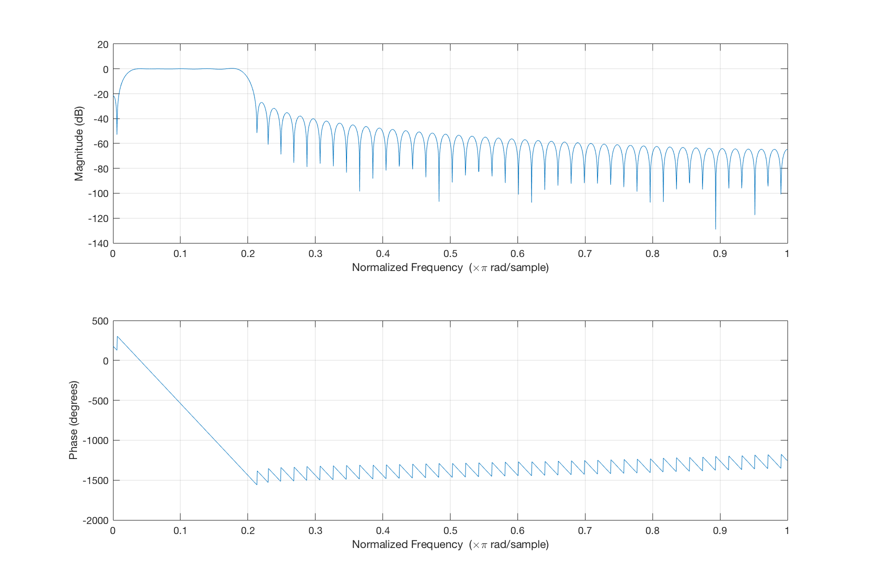 20
0
-20
-40
-60
-80
-100
-120
-140
Magnitude (dB)
0 0.1 0.2 0.3 0.4 0.5 0.6 0.7 0.8 0.9 1
Normalized Frequency (×π rad/sample)
500
0
-500
-1000
-1500
-2000
Phase (degrees)
0 0.1 0.2 0.3 0.4 0.5 0.6 0.7 0.8 0.9 1
Normalized Frequency (×π rad/sample)